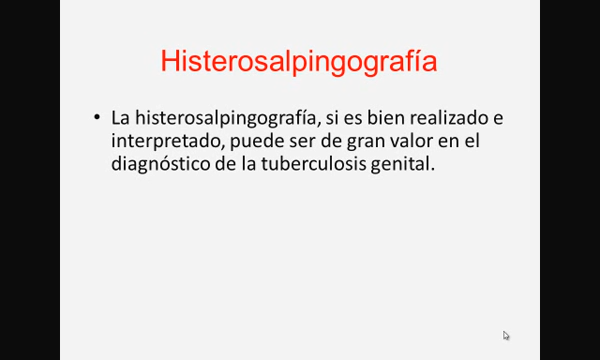 Histerosalpingografía
• La histerosalpingografía, si es bien realizado e
interpretado, puede ser de gran valor en el
diagnóstico de la tuberculosis genital.